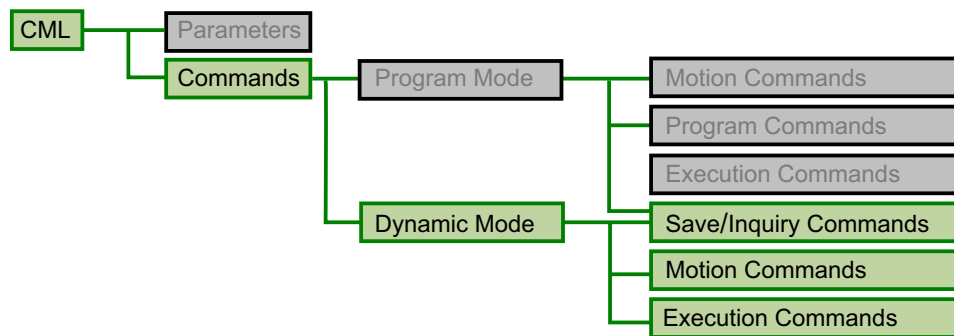 CML
Parameters
Commands
Program Mode
Motion Commands
Program Commands
Execution Commands
Dynamic Mode
Save/Inquiry Commands
Motion Commands
Execution Commands